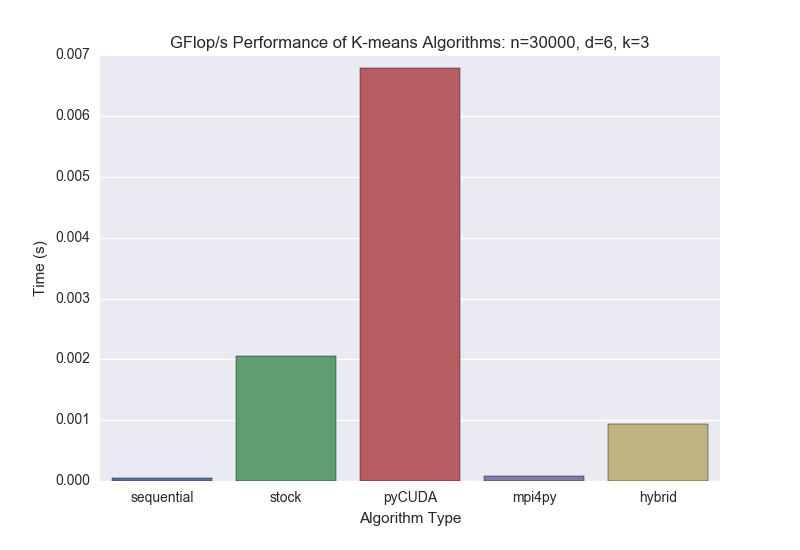 GFlop/s Performance of K-means Algorithms: n=30000, d=6, k=3
0.007
0.006
0.005
0.004
0.003
0.002
0.001
0.000
Time (s)
sequential stock pyCUDA mpi4py hybrid
Algorithm Type